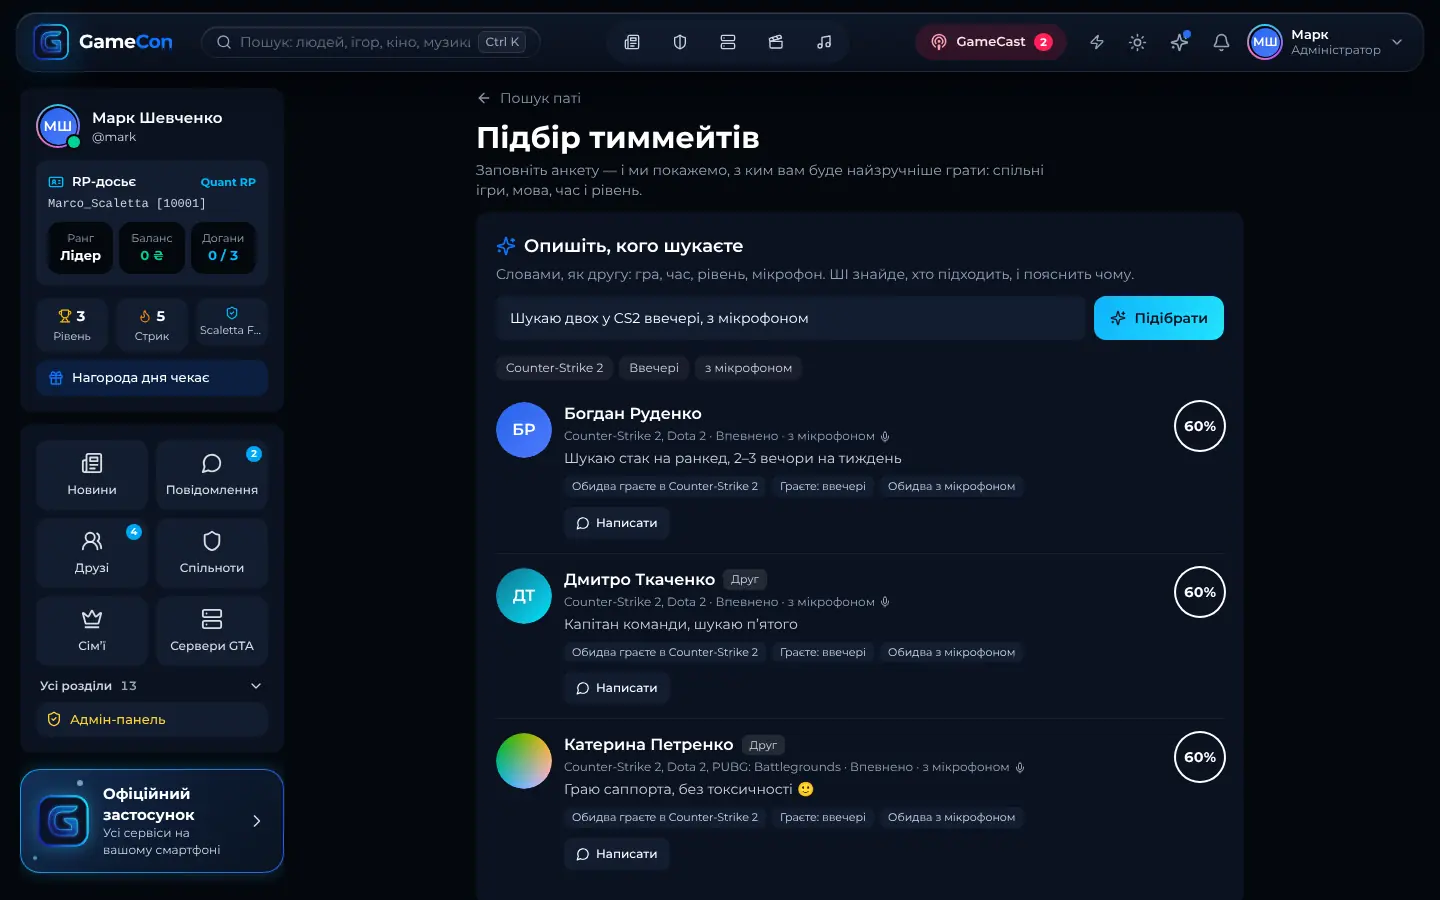 GameCon
Пошук: людей, ігор, кіно, музики
Ctrl K
GameCast 2
МШ
Марк
Адміністратор
МШ
Марк Шевченко
@mark
RP-досьє
Quant RP
Marco_Scaletta [10001]
Ранг
Лідер
Баланс
0 ₴
Догани
0 / 3
3
Рівень
5
Стрик
Scaletta F...
Нагорода дня чекає
Новини
2
Повідомлення
4
Друзі
Спільноти
Сім'ї
Сервери GTA
Усі розділи 13
Адмін-панель
Офіційний
застосунок
Усі сервіси на
вашому смартфоні
Пошук паті
Підбір тиммейтів
Заповніть анкету — і ми покажемо, з ким вам буде найзручніше грати: спільні
ігри, мова, час і рівень.
Опишіть, кого шукаєте
Словами, як другу: гра, час, рівень, мікрофон. ШІ знайде, хто підходить, і пояснить чому.
Шукаю двох у CS2 ввечері, з мікрофоном
Підібрати
Counter-Strike 2
Ввечері
з мікрофоном
БР
Богдан Руденко
Counter-Strike 2, Dota 2 · Впевнено · з мікрофоном
Шукаю стак на ранкед, 2–3 вечори на тиждень
Обидва граєте в Counter-Strike 2
Граєте: ввечері
Обидва з мікрофоном
Написати
60%
ДТ
Дмитро Ткаченко
Друг
Counter-Strike 2, Dota 2 · Впевнено · з мікрофоном
Капітан команди, шукаю п'ятого
Обидва граєте в Counter-Strike 2
Граєте: ввечері
Обидва з мікрофоном
Написати
60%
Катерина Петренко
Друг
Counter-Strike 2, Dota 2, PUBG: Battlegrounds · Впевнено · з мікрофоном
Граю саппорта, без токсичності 🙂
Обидва граєте в Counter-Strike 2
Граєте: ввечері
Обидва з мікрофоном
Написати
60%